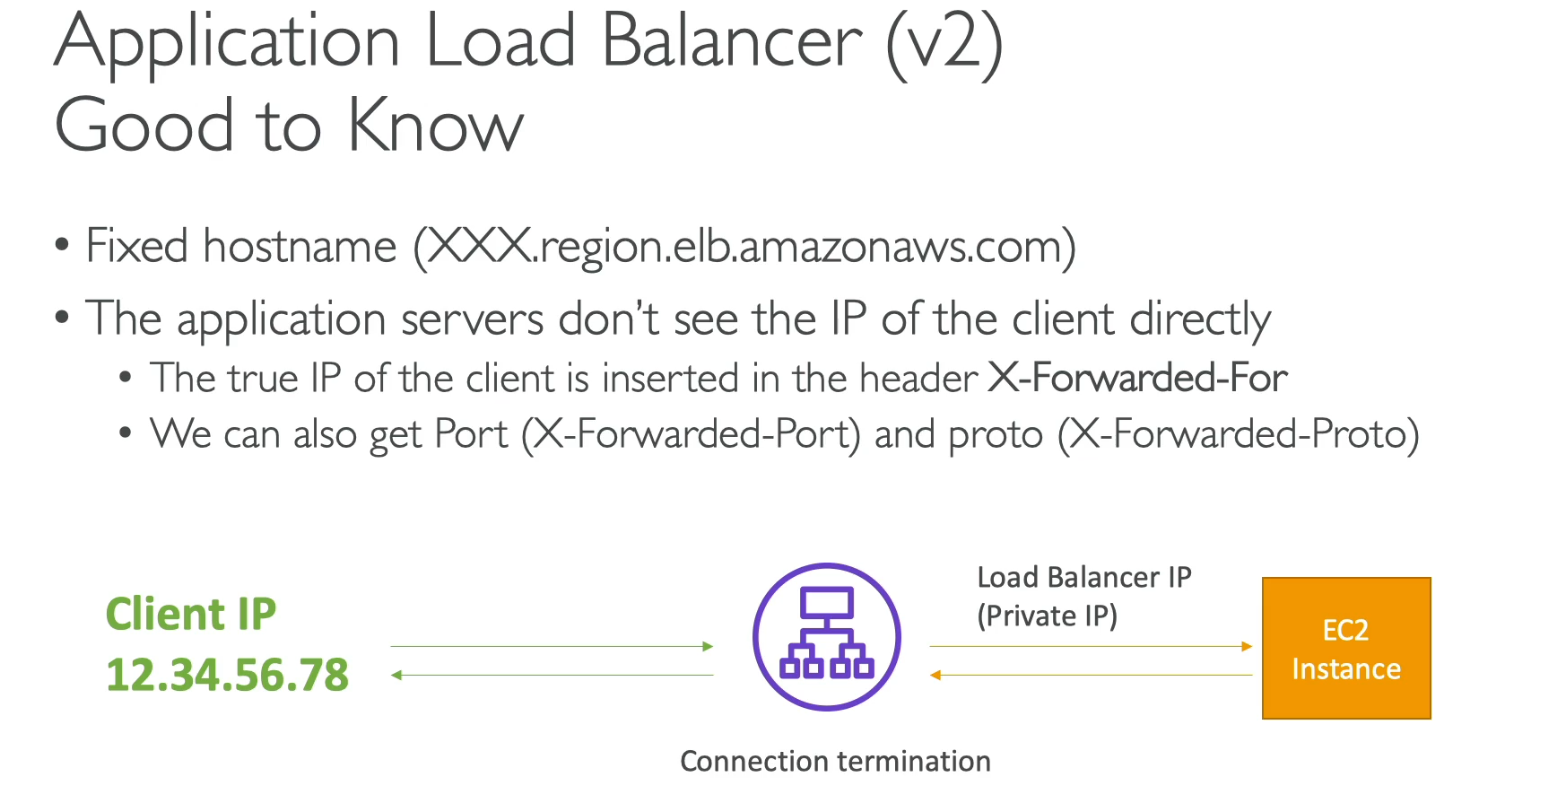 Application Load Balancer (v2)
Good to Know
• Fixed hostname (XXX.region.elb.amazonaws.com)
• The application servers don’t see the IP of the client directly
• The true IP of the client is inserted in the header X-Forwarded-For
• We can also get Port (X-Forwarded-Port) and proto (X-Forwarded-Proto)
Client IP
12.34.56.78
Load Balancer IP
(Private IP)
EC2
Instance
Connection termination